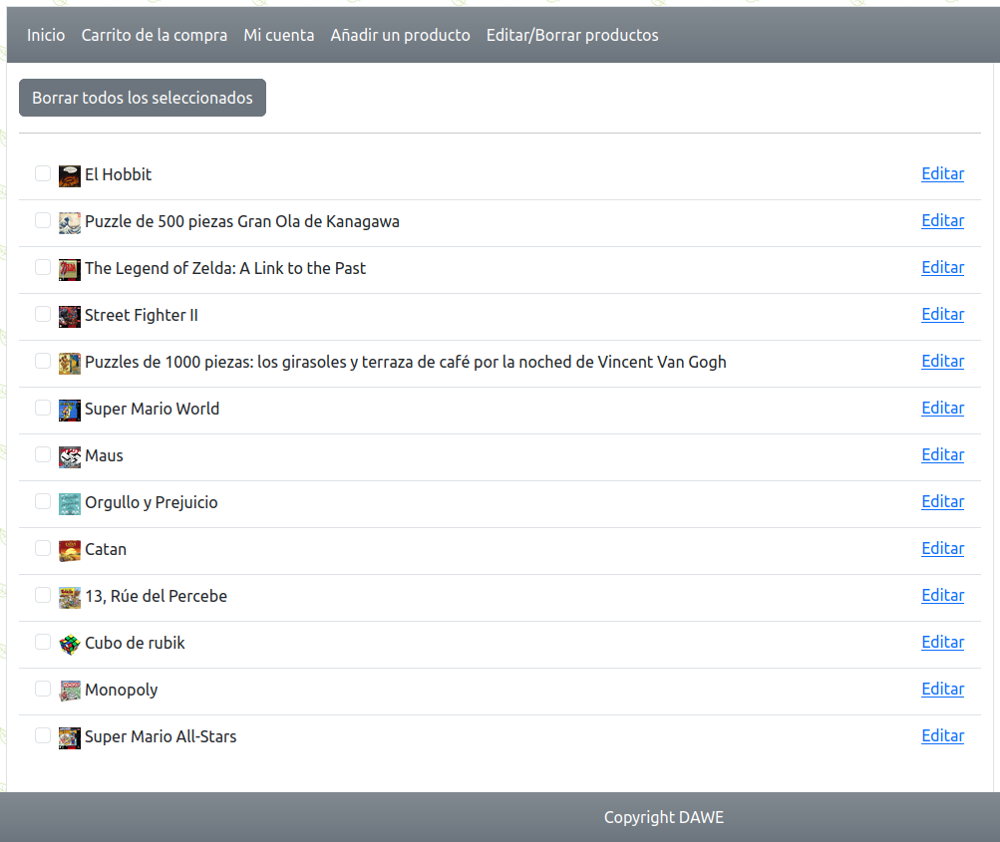 Inicio Carrito de la compra Mi cuenta Añadir un producto Editar/Borrar productos
Borrar todos los seleccionados
El Hobbit Editar
Puzzle de 500 piezas Gran Ola de Kanagawa Editar
The Legend of Zelda: A Link to the Past Editar
Street Fighter II Editar
Puzzles de 1000 piezas: los girasoles y terraza de café por la noched de Vincent Van Gogh Editar
Super Mario World Editar
Maus Editar
Orgullo y Prejuicio Editar
Catan Editar
13, Rúe del Percebe Editar
Cubo de rubik Editar
Monopoly Editar
Super Mario All-Stars Editar
Copyright DAWE